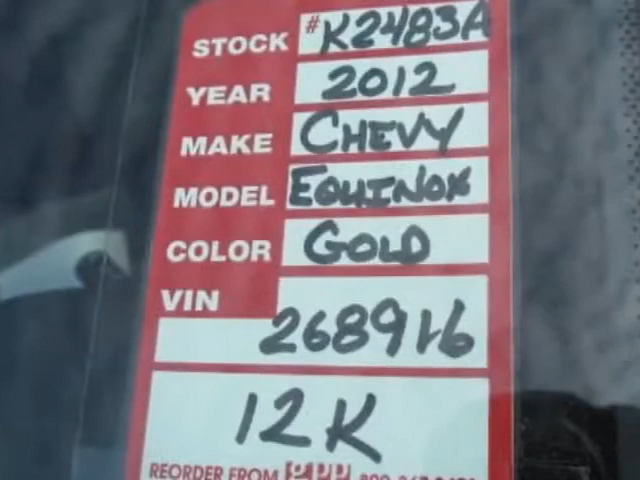 STOCK #K2483A
YEAR 2012
MAKE CHEVY
MODEL EQUINOX
COLOR GOLD
VIN
268916
12K
REORDER FROM